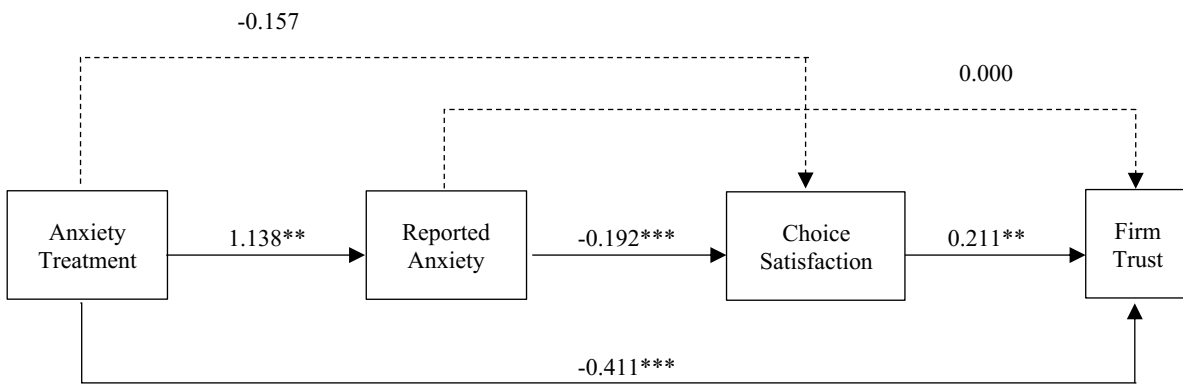 -0.157
0.000
Anxiety
Treatment
1.138**
Reported
Anxiety
-0.192***
Choice
Satisfaction
0.211**
Firm
Trust
-0.411***